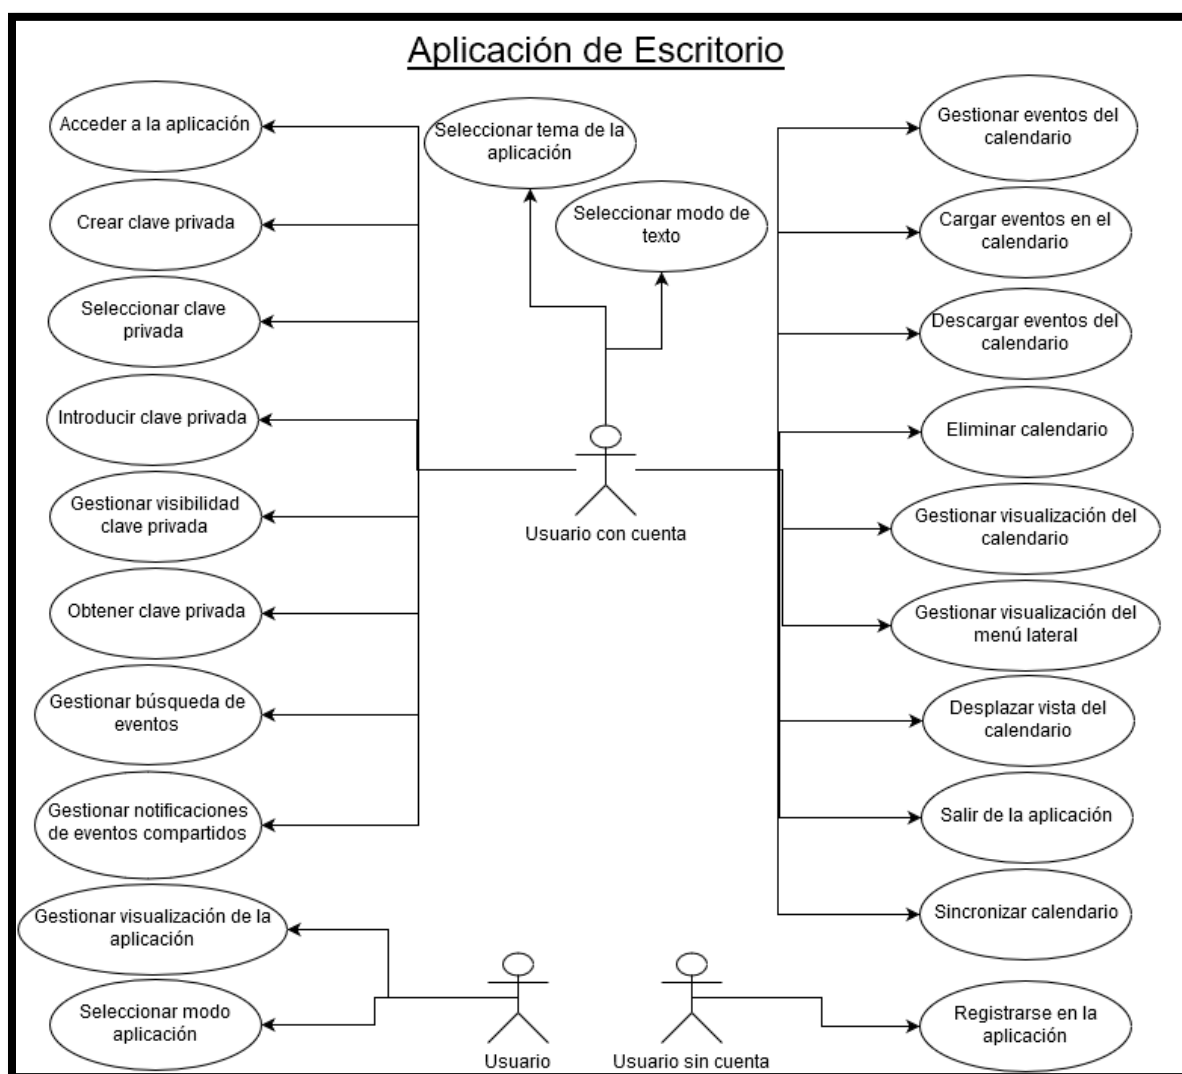 Aplicación de Escritorio
Acceder a la aplicación
Crear clave privada
Seleccionar clave
privada
Introducir clave privada
Gestionar visibilidad
clave privada
Obtener clave privada
Gestionar búsqueda de
eventos
Gestionar notificaciones
de eventos compartidos
Gestionar visualización de la
aplicación
Seleccionar modo
aplicación
Seleccionar tema de la
aplicación
Seleccionar modo de
texto
Usuario con cuenta
Usuario
Usuario sin cuenta
Gestionar eventos del
calendario
Cargar eventos en el
calendario
Descargar eventos del
calendario
Eliminar calendario
Gestionar visualización del
calendario
Gestionar visualización del
menú lateral
Desplazar vista del
calendario
Salir de la aplicación
Sincronizar calendario
Registrarse en la
aplicación